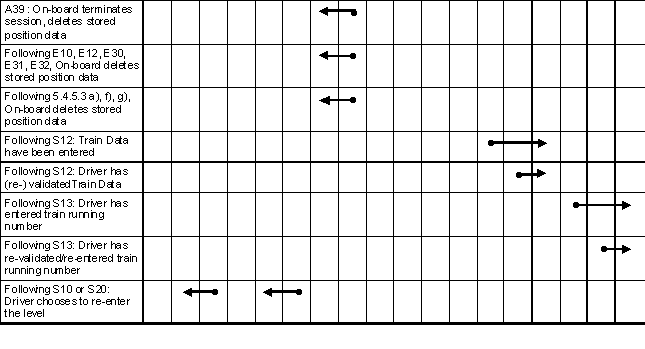 A39 : On-board terminates
session, deletes stored
position data
Following E10, E12, E30,
E31, E32, On-board deletes
stored position data
Following 5.4.5.3 a), f), g),
On-board deletes stored
position data
Following S12: Train Data
have been entered
Following S12: Driver has
(re-) validated Train Data
Following S13: Driver has
entered train running
number
Following S13: Driver has
re-validated/re-entered train
running number
Following S10 or S20:
Driver chooses to re-enter
the level